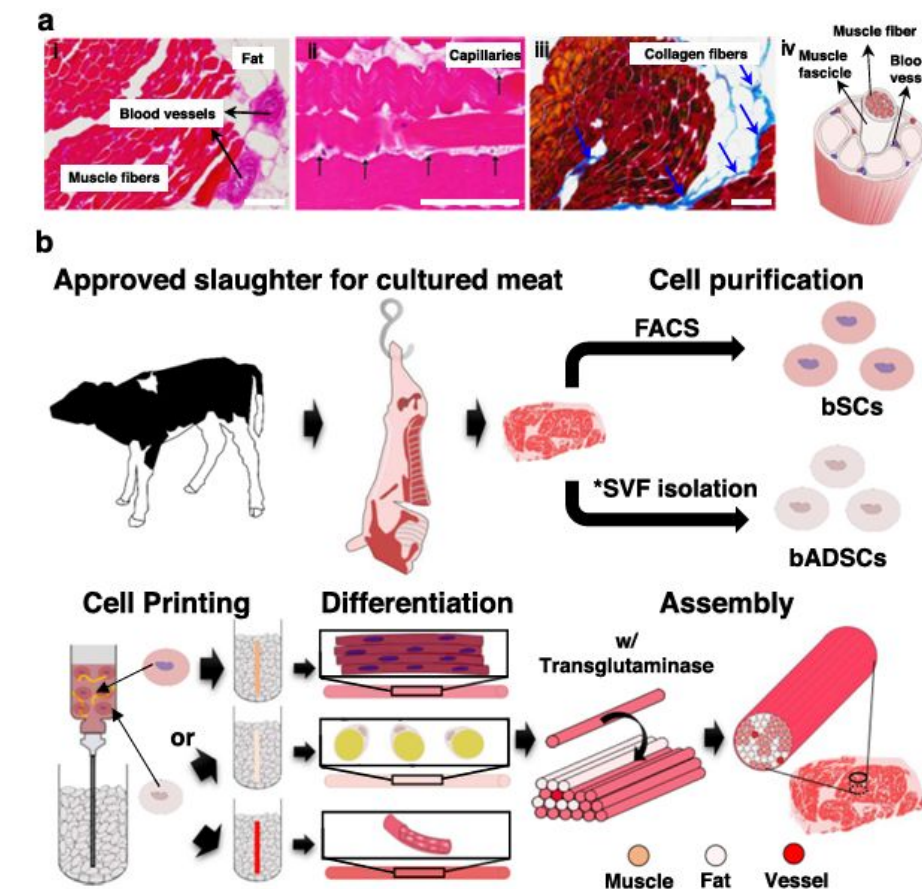 a
i
Fat
Blood vessels
Muscle fibers
ii
Capillaries
iii
Collagen fibers
iv
Muscle fiber
Muscle
fascicle
b
Approved slaughter for cultured meat
Cell purification
FACS
bSCs
*SVF isolation
bADSCs
Cell Printing
Differentiation
Assembly
w/
Transglutaminase
or
Muscle
Fat
Vessel